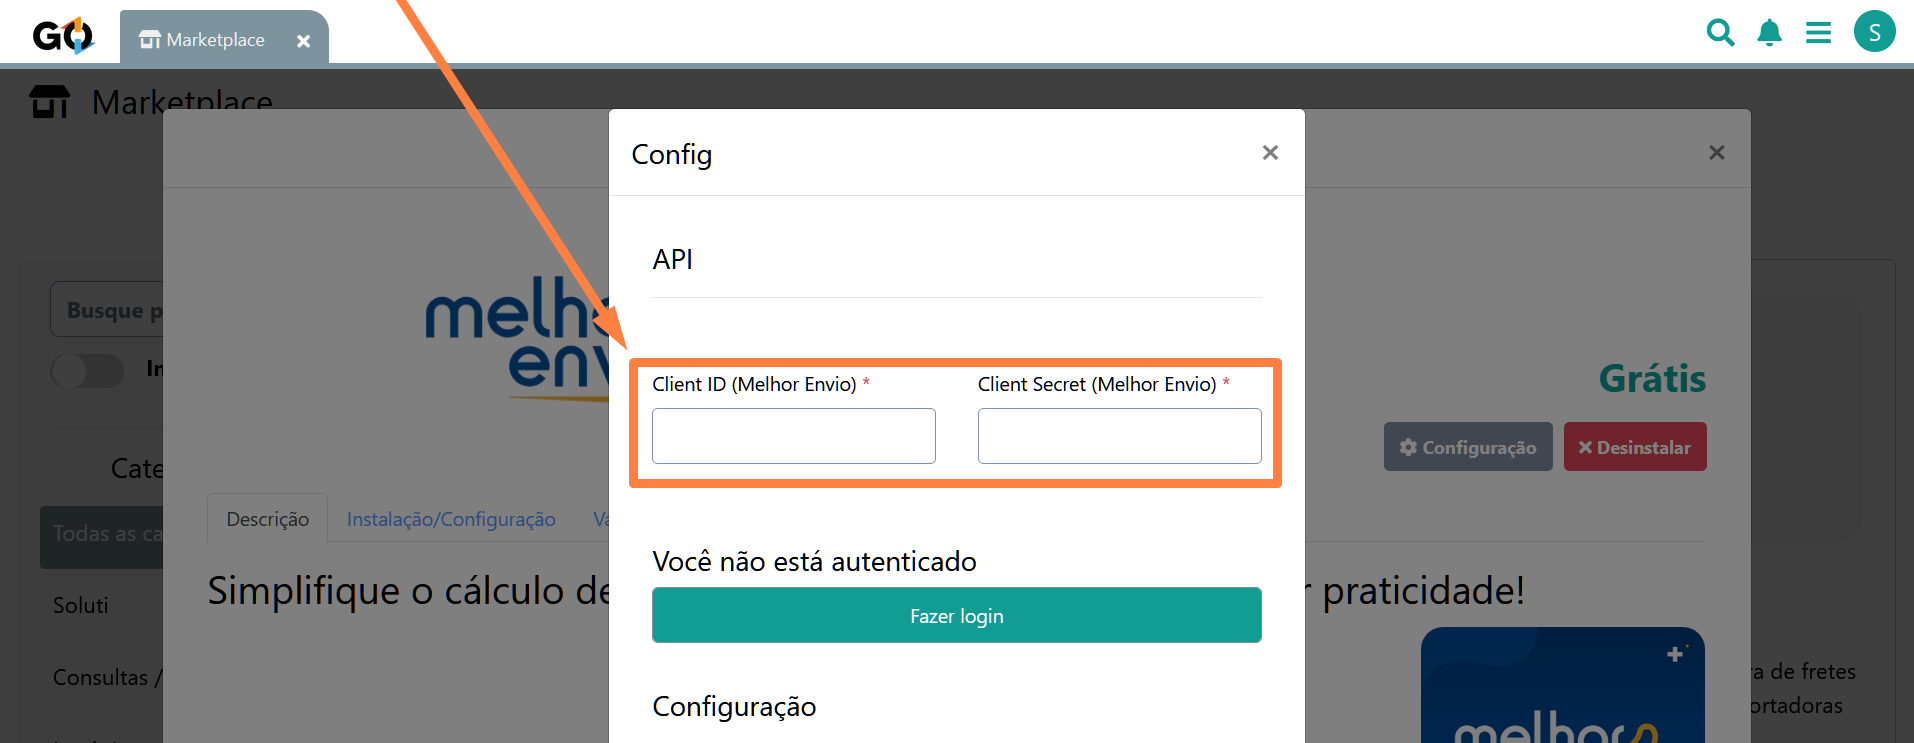 GO
Marketplace
S
Marketplace
Config
API
Busque p
In
melho
env
Client ID (Melhor Envio) *
Client Secret (Melhor Envio) *
Grátis
Configuração
Desinstalar
Cate
Todas as ca
Descrição
Instalação/Configuração
Va
Você não está autenticado
Simplifique o cálculo de
r praticidade!
Fazer login
Soluti
Consultas /
ra de fretes
ortadoras
Configuração
melhor